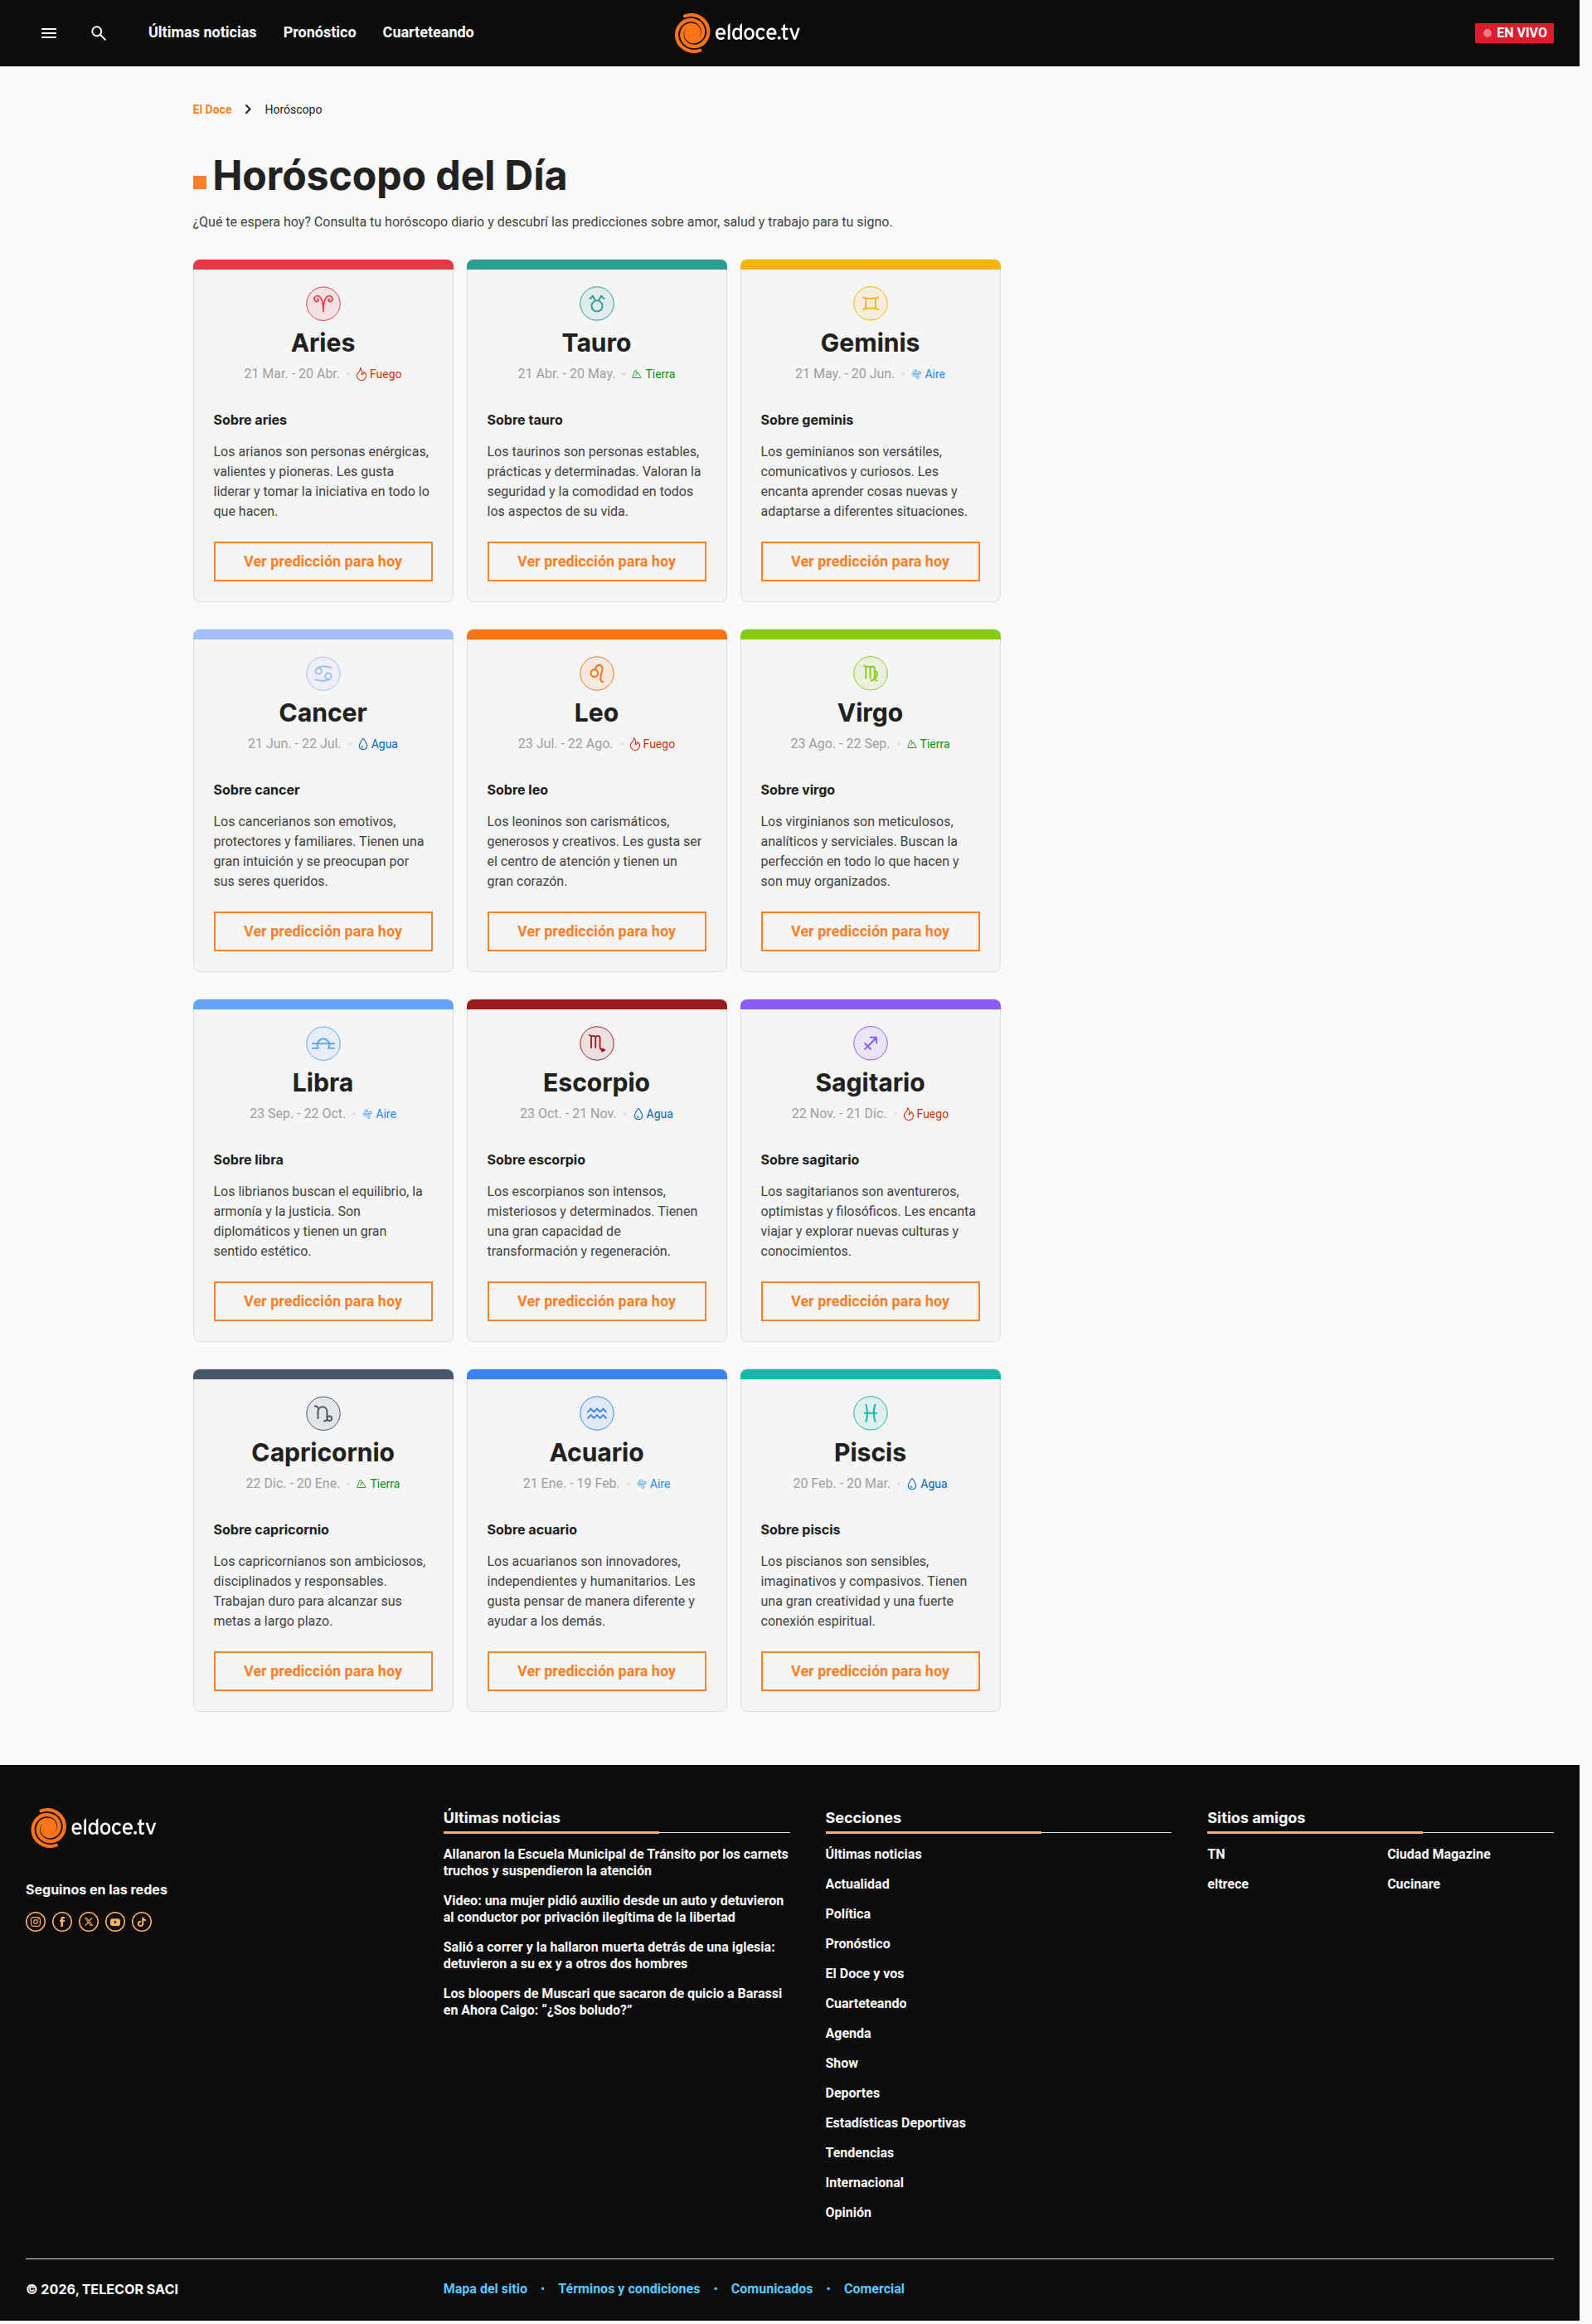 Últimas noticias
Pronóstico
Cuarteteando
eldoce.tv
EN VIVO
El Doce
Horóscopo
Horóscopo del Día
¿Qué te espera hoy? Consulta tu horóscopo diario y descubrí las predicciones sobre amor, salud y trabajo para tu signo.
Aries
21 Mar. - 20 Abr. • Fuego
Sobre aries
Los arianos son personas enérgicas,
valientes y pioneras. Les gusta
liderar y tomar la iniciativa en todo lo
que hacen.
Ver predicción para hoy
Tauro
21 Abr. - 20 May. • Tierra
Sobre tauro
Los taurinos son personas estables,
prácticas y determinadas. Valoran la
seguridad y la comodidad en todos
los aspectos de su vida.
Ver predicción para hoy
Geminis
21 May. - 20 Jun. • Aire
Sobre geminis
Los geminianos son versátiles,
comunicativos y curiosos. Les
encanta aprender cosas nuevas y
adaptarse a diferentes situaciones.
Ver predicción para hoy
Cancer
21 Jun. - 22 Jul. • Agua
Sobre cancer
Los cancerianos son emotivos,
protectores y familiares. Tienen una
gran intuición y se preocupan por
sus seres queridos.
Ver predicción para hoy
Leo
23 Jul. - 22 Ago. • Fuego
Sobre leo
Los leoninos son carismáticos,
generosos y creativos. Les gusta ser
el centro de atención y tienen un
gran corazón.
Ver predicción para hoy
Virgo
23 Ago. - 22 Sep. • Tierra
Sobre virgo
Los virginianos son meticulosos,
analíticos y serviciales. Buscan la
perfección en todo lo que hacen y
son muy organizados.
Ver predicción para hoy
Libra
23 Sep. - 22 Oct. • Aire
Sobre libra
Los librianos buscan el equilibrio, la
armonía y la justicia. Son
diplomáticos y tienen un gran
sentido estético.
Ver predicción para hoy
Escorpio
23 Oct. - 21 Nov. • Agua
Sobre escorpio
Los escorpianos son intensos,
misteriosos y determinados. Tienen
una gran capacidad de
transformación y regeneración.
Ver predicción para hoy
Sagitario
22 Nov. - 21 Dic. • Fuego
Sobre sagitario
Los sagitarianos son aventureros,
optimistas y filosóficos. Les encanta
viajar y explorar nuevas culturas y
conocimientos.
Ver predicción para hoy
Capricornio
22 Dic. - 20 Ene. • Tierra
Sobre capricornio
Los capricornianos son ambiciosos,
disciplinados y responsables.
Trabajan duro para alcanzar sus
metas a largo plazo.
Ver predicción para hoy
Acuario
21 Ene. - 19 Feb. • Aire
Sobre acuario
Los acuarianos son innovadores,
independientes y humanitarios. Les
gusta pensar de manera diferente y
ayudar a los demás.
Ver predicción para hoy
Piscis
20 Feb. - 20 Mar. • Agua
Sobre piscis
Los piscianos son sensibles,
imaginativos y compasivos. Tienen
una gran creatividad y una fuerte
conexión espiritual.
Ver predicción para hoy
eldoce.tv
Seguinos en las redes
Últimas noticias
Allanaron la Escuela Municipal de Tránsito por los carnets
truchos y suspendieron la atención
Video: una mujer pidió auxilio desde un auto y detuvieron
al conductor por privación ilegítima de la libertad
Salió a correr y la hallaron muerta detrás de una iglesia:
detuvieron a su ex y a otros dos hombres
Los bloopers de Muscari que sacaron de quicio a Barassi
en Ahora Caigo: “¿Sos boludo?”
Secciones
Últimas noticias
Actualidad
Política
Pronóstico
El Doce y vos
Cuarteteando
Agenda
Show
Deportes
Estadísticas Deportivas
Tendencias
Internacional
Opinión
Sitios amigos
TN
Ciudad Magazine
eltrece
Cucinare
© 2026, TELECOR SACI
Mapa del sitio • Términos y condiciones • Comunicados • Comercial